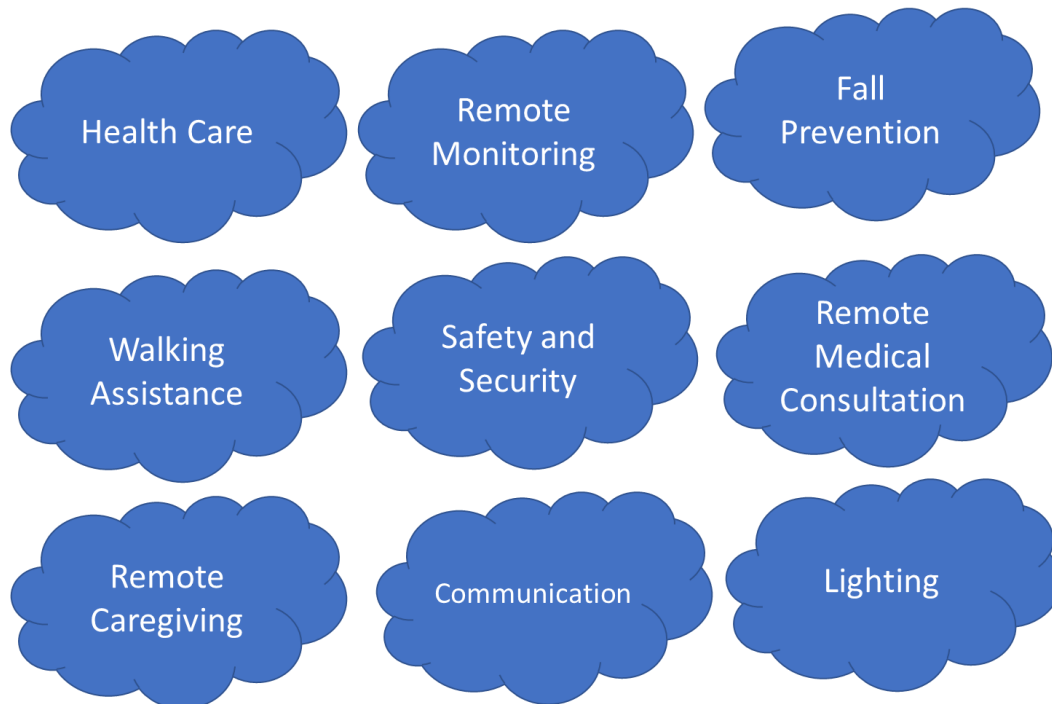 Health Care
Remote
Monitoring
Fall
Prevention
Walking
Assistance
Safety and
Security
Remote
Medical
Consultation
Remote
Caregiving
Communication
Lighting